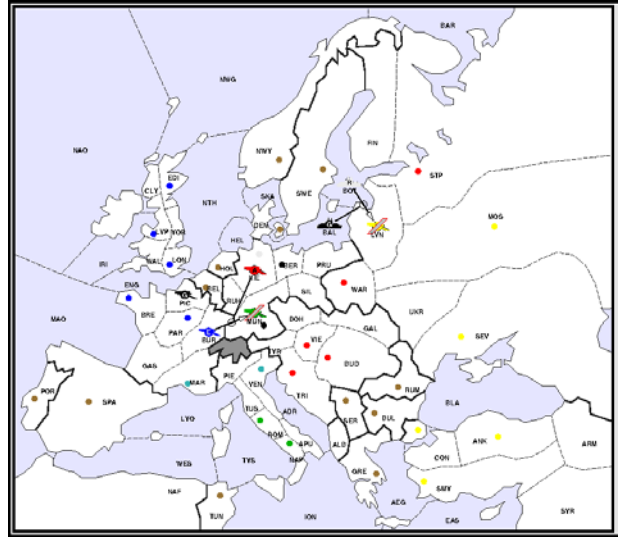 BAR
NWG
NAO
FIN
NWY
STP
SWE
BOT
EDI
CLY
SKA
MOS
NTH
DEN
BAL
LVN
LVP YOR
HEL
IRI
WAL LON
HOL
KIE
BER
PRU
WAR
ENG
BEL
RUH
SIL
UKR
PIC
MAO
BRE
MUN
BOH
GAL
SEV
PAR
BUR
VIE
GAS
TYR
BUD
MAR
PIE
VEN
TRI
RUM
POR
SPA
BLA
LYO
TUS
ADR
SER
BUL
ROM
ANK
APU
ALB
CON
ARM
WES
TYS
NAP
GRE
SMY
NAF
TUN
ION
AEG
EAS
SYR